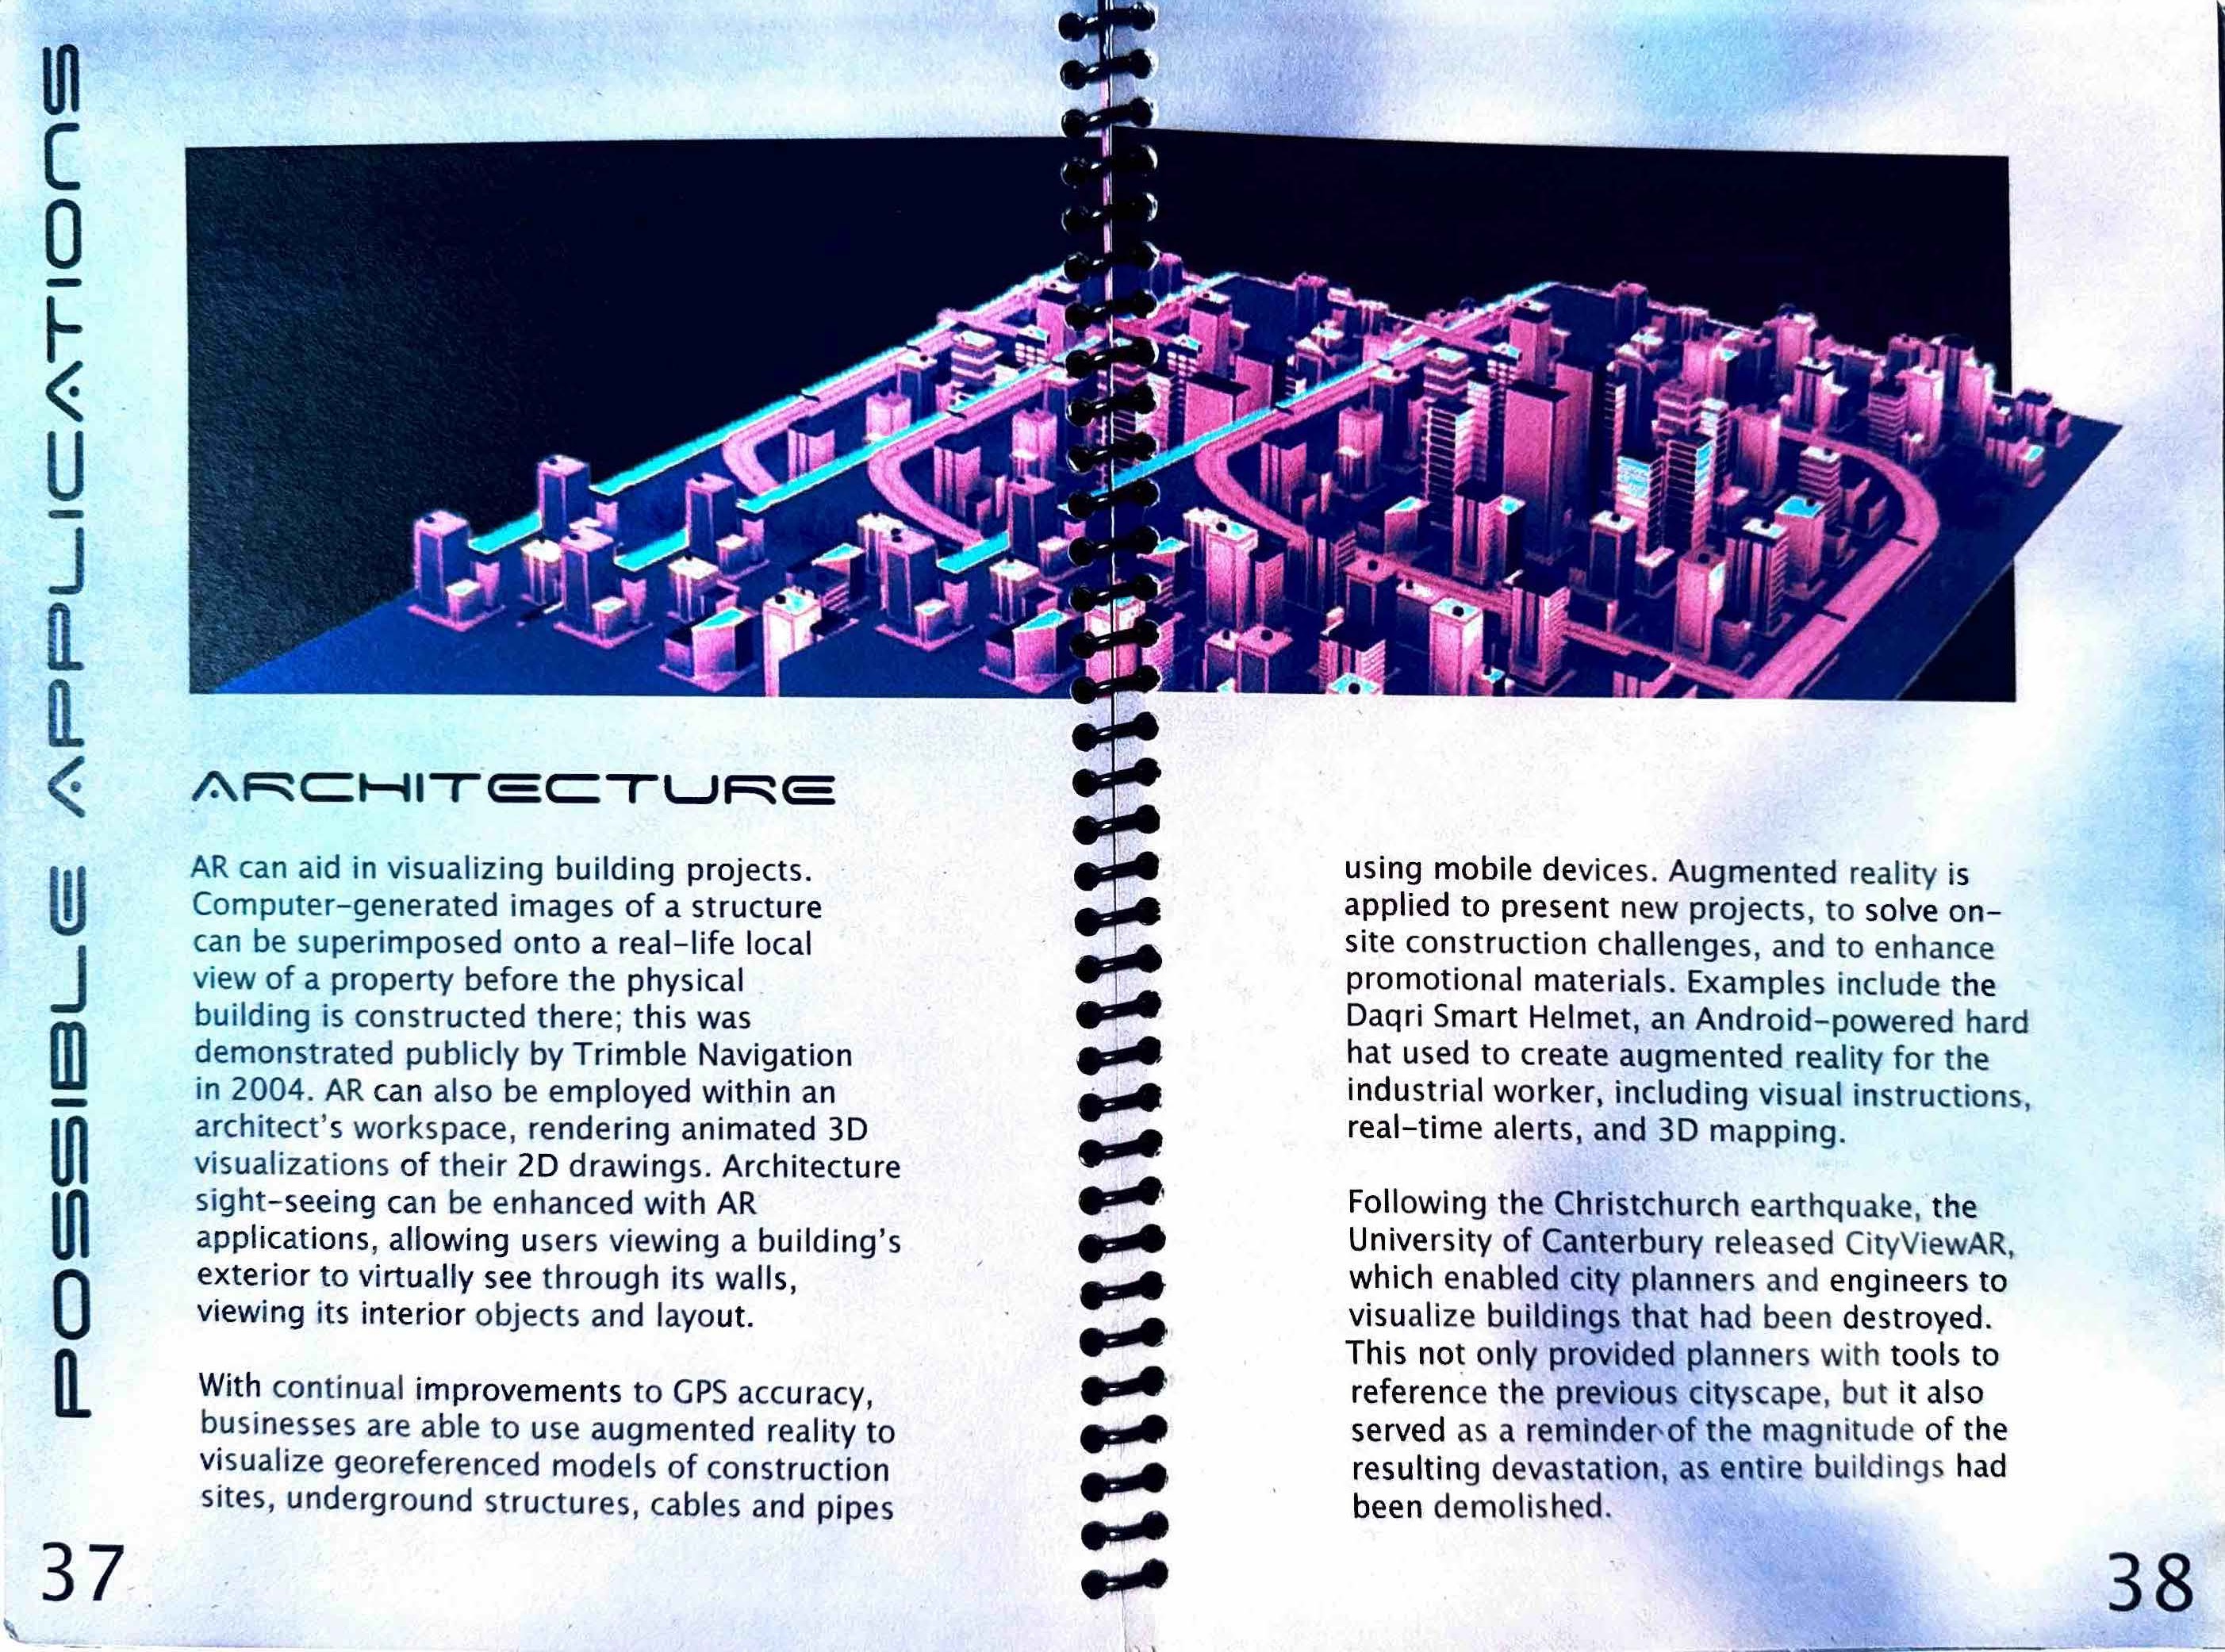 POSSIBLE APPLICATIONS
ARCHITECTURE
AR can aid in visualizing building projects.
Computer-generated images of a structure
can be superimposed onto a real-life local
view of a property before the physical
building is constructed there; this was
demonstrated publicly by Trimble Navigation
in 2004. AR can also be employed within an
architect's workspace, rendering animated 3D
visualizations of their 2D drawings. Architecture
sight-seeing can be enhanced with AR
applications, allowing users viewing a building's
exterior to virtually see through its walls,
viewing its interior objects and layout.
With continual improvements to GPS accuracy,
businesses are able to use augmented reality to
visualize georeferenced models of construction
sites, underground structures, cables and pipes
37
using mobile devices. Augmented reality is
applied to present new projects, to solve on-
site construction challenges, and to enhance
promotional materials. Examples include the
Daqri Smart Helmet, an Android-powered hard
hat used to create augmented reality for the
industrial worker, including visual instructions,
real-time alerts, and 3D mapping.
Following the Christchurch earthquake, the
University of Canterbury released CityViewAR,
which enabled city planners and engineers to
visualize buildings that had been destroyed.
This not only provided planners with tools to
reference the previous cityscape, but it also
served as a reminder of the magnitude of the
resulting devastation, as entire buildings had
been demolished.
38